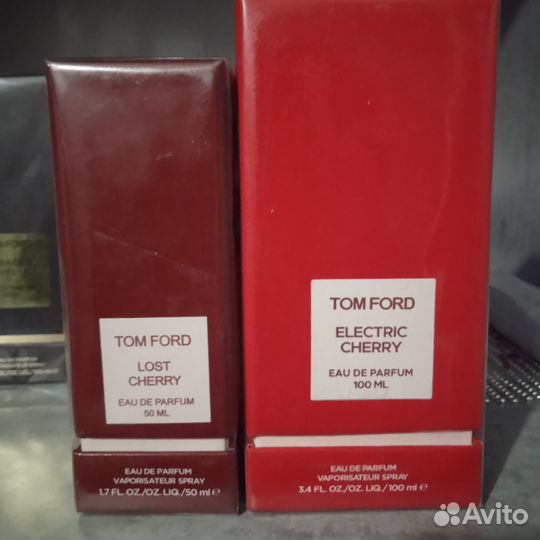 TOM FORD
LOST
CHERRY
EAU DE PARFUM
50 ML
EAU DE PARFUM
VAPORISATEUR SPRAY
1.7 FL. OZ./OZ. LIQ./50 ml e
TOM FORD
ELECTRIC
CHERRY
EAU DE PARFUM
100 ML
EAU DE PARFUM
VAPORISATEUR SPRAY
3.4 FL. OZ./OZ. LIQ./100 ml e
Avito